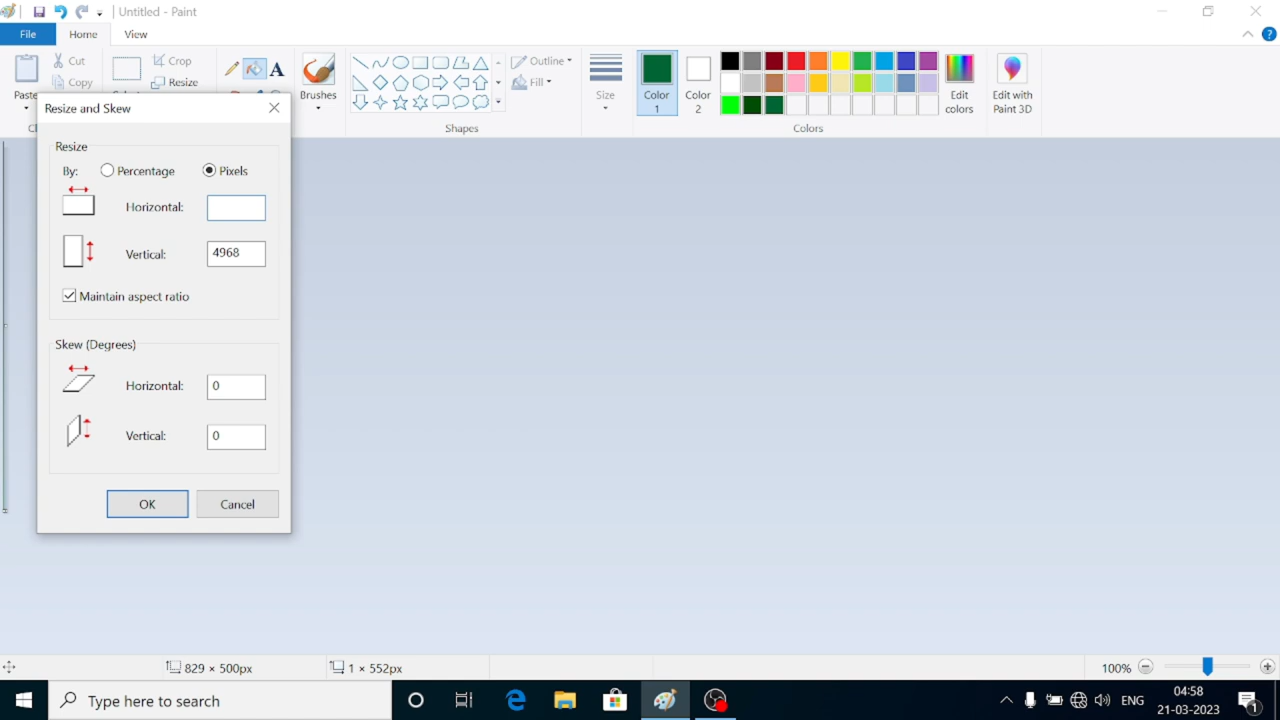 Untitled - Paint
File Home View
Paste Cut Copy Crop Resize A Brushes Outline Fill Size Color 1 Color 2 Edit colors Edit with Paint 3D ?
Shapes Colors
Resize and Skew
Resize
By: Percentage Pixels
Horizontal:
Vertical: 4968
Maintain aspect ratio
Skew (Degrees)
Horizontal: 0
Vertical: 0
OK Cancel
829 × 500px 1 × 552px 100%
Type here to search ENG 04:58
21-03-2023 1